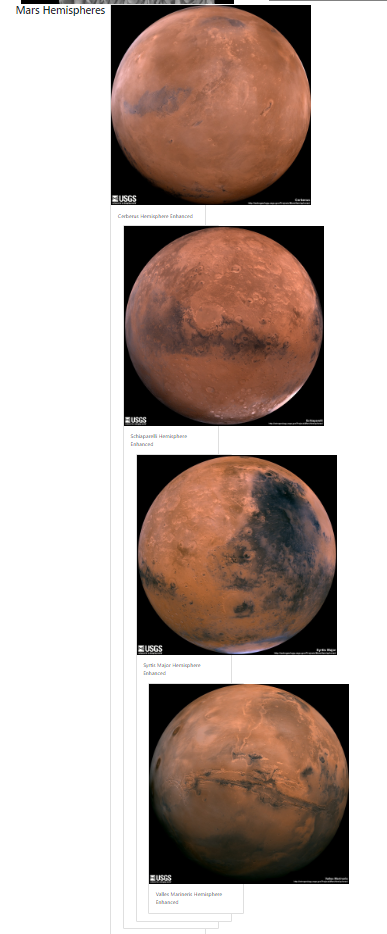 Mars Hemispheres
USGS
Cerberus
Cerberus Hemisphere Enhanced
USGS
Schiaparelli
Schiaparelli Hemisphere
Enhanced
USGS
Syrtis Major
Syrtis Major Hemisphere
Enhanced
USGS
Valles Marineris
Valles Marineris Hemisphere
Enhanced